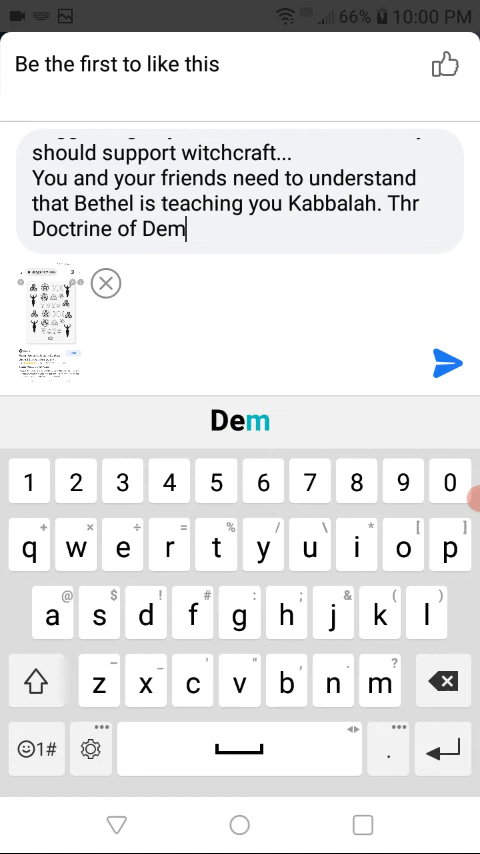 66% 10:00 PM
Be the first to like this
should support witchcraft...
You and your friends need to understand
that Bethel is teaching you Kabbalah. Thr
Doctrine of Dem
Dem
1 2 3 4 5 6 7 8 9 0
+ × ÷ = % / \ * [ ]
q w e r t y u i o p
@ $ ! # : ; & ( )
a s d f g h j k l
– _ ' " , . ?
z x c v b n m
1# .